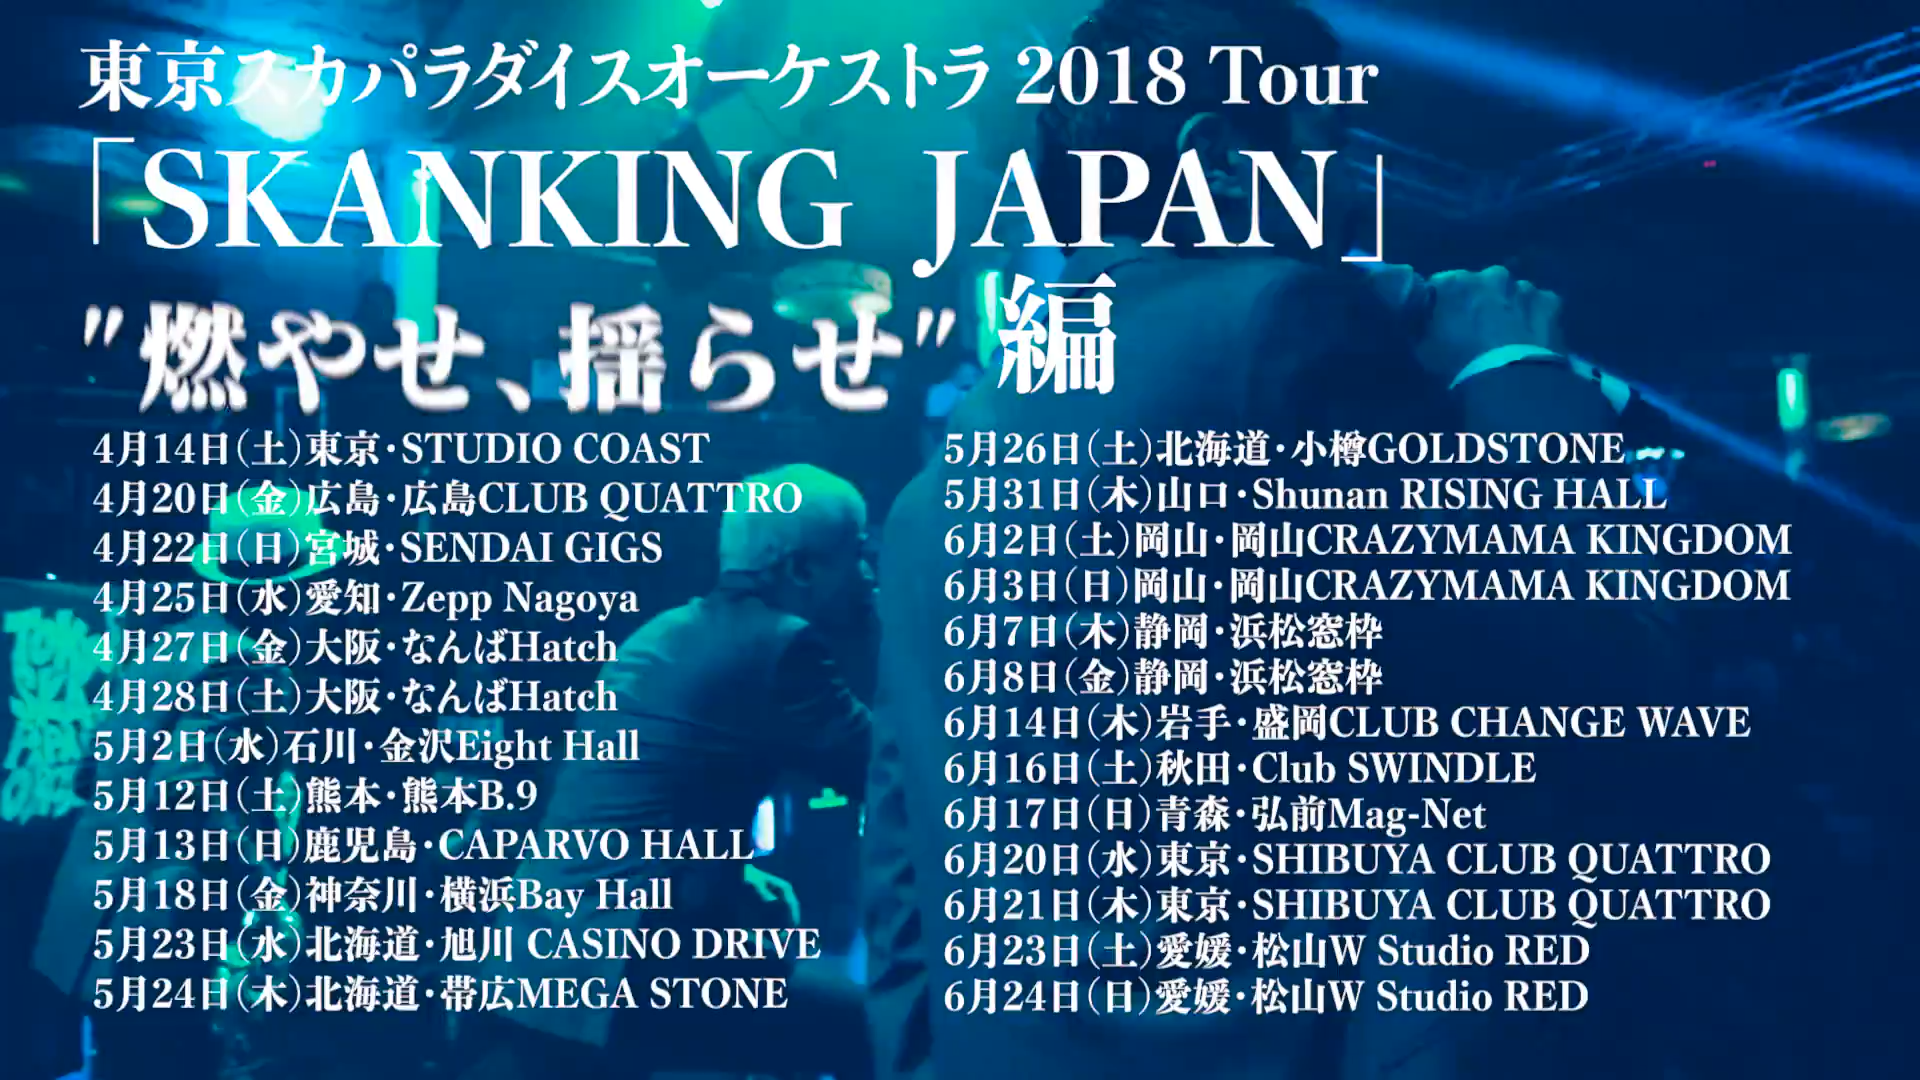 東京スカパラダイスオーケストラ 2018 Tour
「SKANKING JAPAN」
"燃やせ、揺らせ" 編
4月14日(土)東京・STUDIO COAST
4月20日(金)広島・広島CLUB QUATTRO
4月22日(日)宮城・SENDAI GIGS
4月25日(水)愛知・Zepp Nagoya
4月27日(金)大阪・なんばHatch
4月28日(土)大阪・なんばHatch
5月2日(水)石川・金沢Eight Hall
5月12日(土)熊本・熊本B.9
5月13日(日)鹿児島・CAPARVO HALL
5月18日(金)神奈川・横浜Bay Hall
5月23日(水)北海道・旭川 CASINO DRIVE
5月24日(木)北海道・帯広MEGA STONE
5月26日(土)北海道・小樽GOLDSTONE
5月31日(木)山口・Shunan RISING HALL
6月2日(土)岡山・岡山CRAZYMAMA KINGDOM
6月3日(日)岡山・岡山CRAZYMAMA KINGDOM
6月7日(木)静岡・浜松窓枠
6月8日(金)静岡・浜松窓枠
6月14日(木)岩手・盛岡CLUB CHANGE WAVE
6月16日(土)秋田・Club SWINDLE
6月17日(日)青森・弘前Mag-Net
6月20日(水)東京・SHIBUYA CLUB QUATTRO
6月21日(木)東京・SHIBUYA CLUB QUATTRO
6月23日(土)愛媛・松山W Studio RED
6月24日(日)愛媛・松山W Studio RED